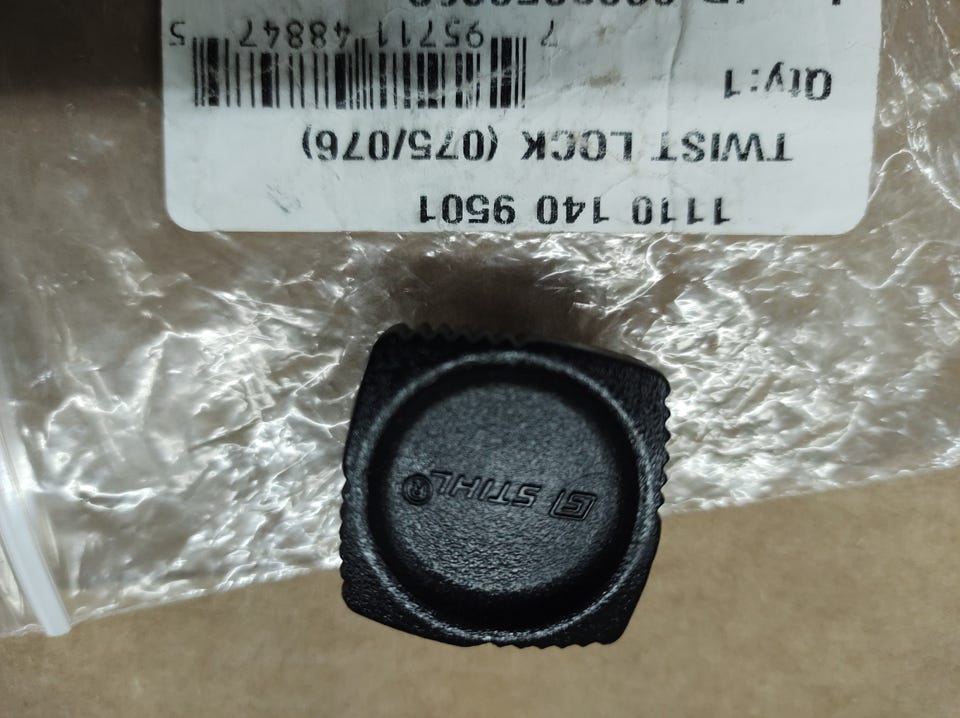 1110 140 9501
TWIST LOCK (075/076)
Qty:1
7 95711 48847 5
STIHL®